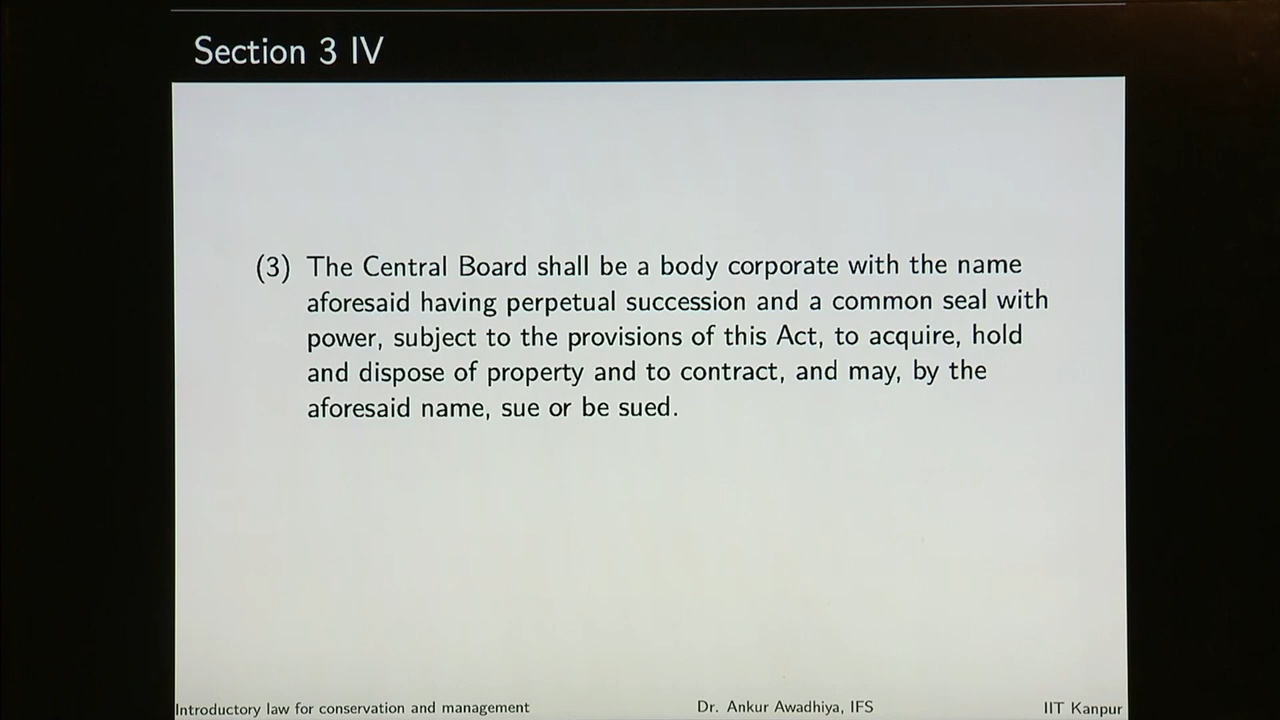 Section 3 IV
(3) The Central Board shall be a body corporate with the name
aforesaid having perpetual succession and a common seal with
power, subject to the provisions of this Act, to acquire, hold
and dispose of property and to contract, and may, by the
aforesaid name, sue or be sued.
Introductory law for conservation and management Dr. Ankur Awadhiya, IFS IIT Kanpur